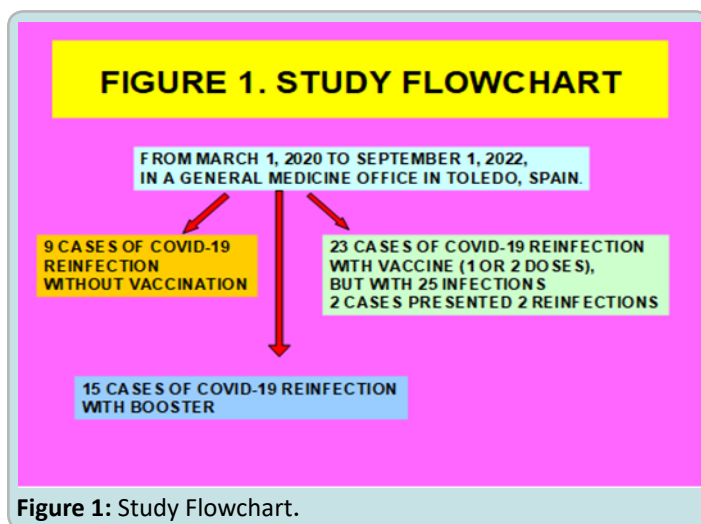 FIGURE 1. STUDY FLOWCHART
FROM MARCH 1, 2020 TO SEPTEMBER 1, 2022,
IN A GENERAL MEDICINE OFFICE IN TOLEDO, SPAIN.
9 CASES OF COVID-19
REINFECTION
WITHOUT VACCINATION
23 CASES OF COVID-19 REINFECTION
WITH VACCINE (1 OR 2 DOSES),
BUT WITH 25 INFECTIONS
2 CASES PRESENTED 2 REINFECTIONS
15 CASES OF COVID-19 REINFECTION
WITH BOOSTER
Figure 1: Study Flowchart.